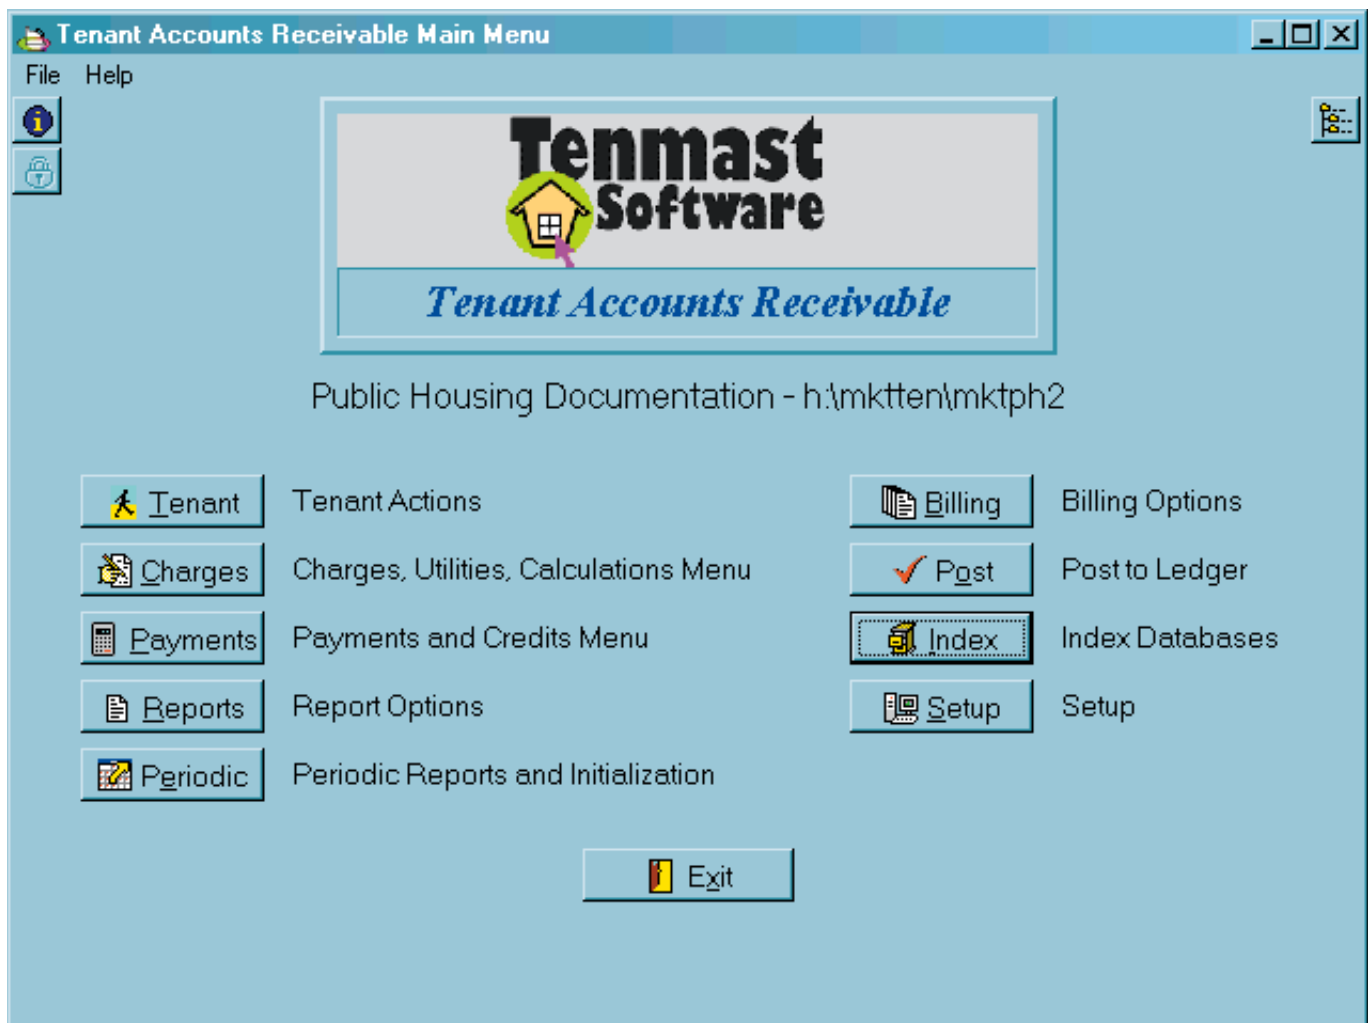 Tenant Accounts Receivable Main Menu
File Help
Tenmast
Software
Tenant Accounts Receivable
Public Housing Documentation - h:\mktten\mktph2
Tenant Tenant Actions
Charges Charges, Utilities, Calculations Menu
Payments Payments and Credits Menu
Reports Report Options
Periodic Periodic Reports and Initialization
Billing Billing Options
Post Post to Ledger
Index Index Databases
Setup Setup
Exit